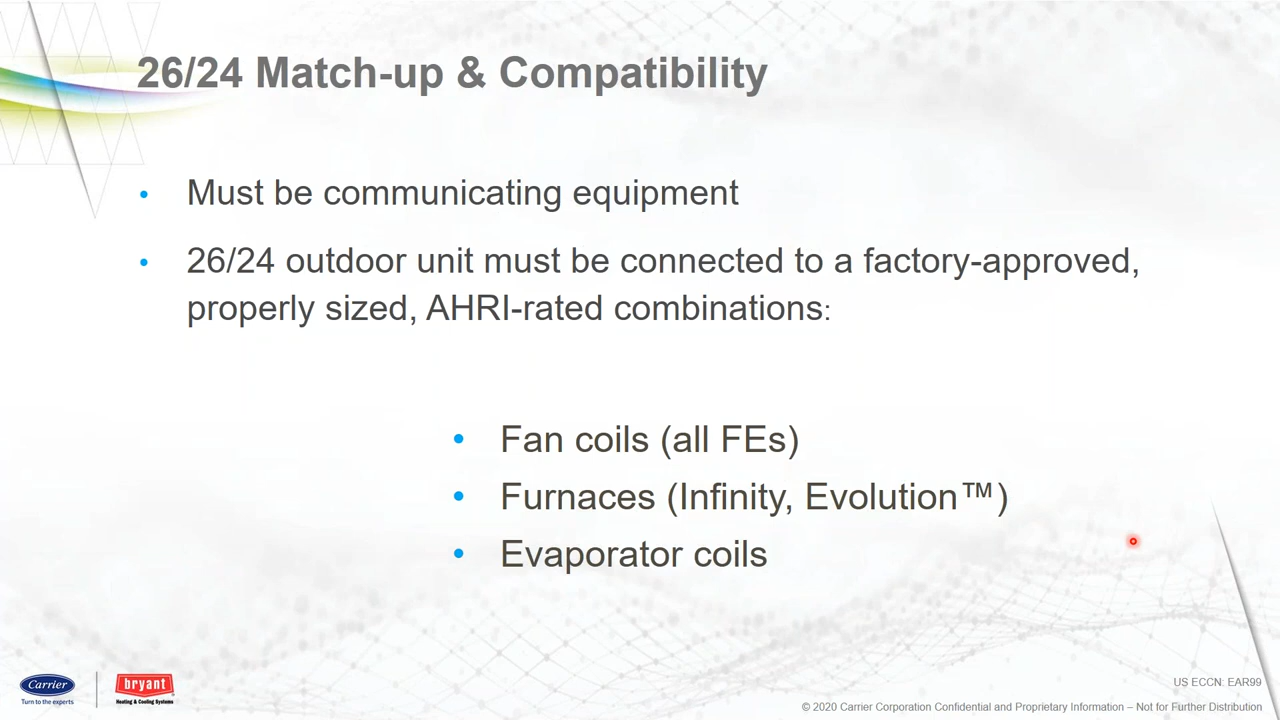 26/24 Match-up & Compatibility
• Must be communicating equipment
• 26/24 outdoor unit must be connected to a factory-approved,
properly sized, AHRI-rated combinations:
• Fan coils (all FEs)
• Furnaces (Infinity, Evolution™)
• Evaporator coils
Carrier
Turn to the experts
bryant
Heating & Cooling Systems
US ECCN: EAR99
© 2020 Carrier Corporation Confidential and Proprietary Information – Not for Further Distribution